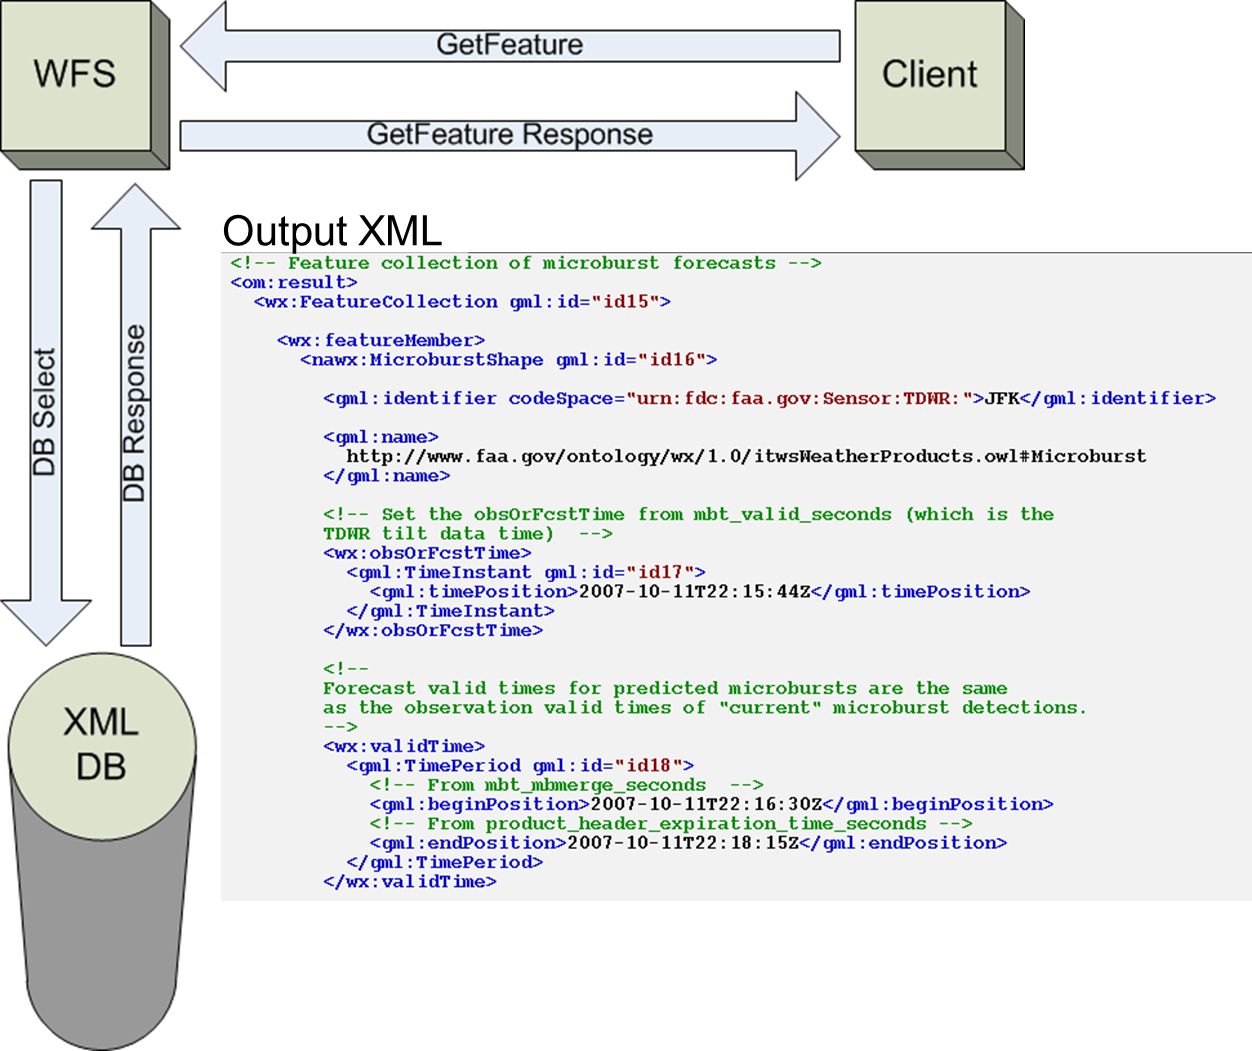 WFS
GetFeature
Client
GetFeature Response
DB Select
DB Response
XML
DB
Output XML
<!-- Feature collection of microburst forecasts -->
<om:result>
<wx:FeatureCollection gml:id="id15">
<wx:featureMember>
<nawx:MicroburstShape gml:id="id16">
<gml:identifier codeSpace="urn:fdc:faa.gov:Sensor:TDWR:">JFK</gml:identifier>
<gml:name>
http://www.faa.gov/ontology/wx/1.0/itwsWeatherProducts.owl#Microburst
</gml:name>
<!-- Set the obsOrFcstTime from mbt_valid_seconds (which is the
TDWR tilt data time)  -->
<wx:obsOrFcstTime>
<gml:TimeInstant gml:id="id17">
<gml:timePosition>2007-10-11T22:15:44Z</gml:timePosition>
</gml:TimeInstant>
</wx:obsOrFcstTime>
<!--
Forecast valid times for predicted microbursts are the same
as the observation valid times of "current" microburst detections.
-->
<wx:validTime>
<gml:TimePeriod gml:id="id18">
<!-- From mbt_mbmerge_seconds  -->
<gml:beginPosition>2007-10-11T22:16:30Z</gml:beginPosition>
<!-- From product_header_expiration_time_seconds -->
<gml:endPosition>2007-10-11T22:18:15Z</gml:endPosition>
</gml:TimePeriod>
</wx:validTime>